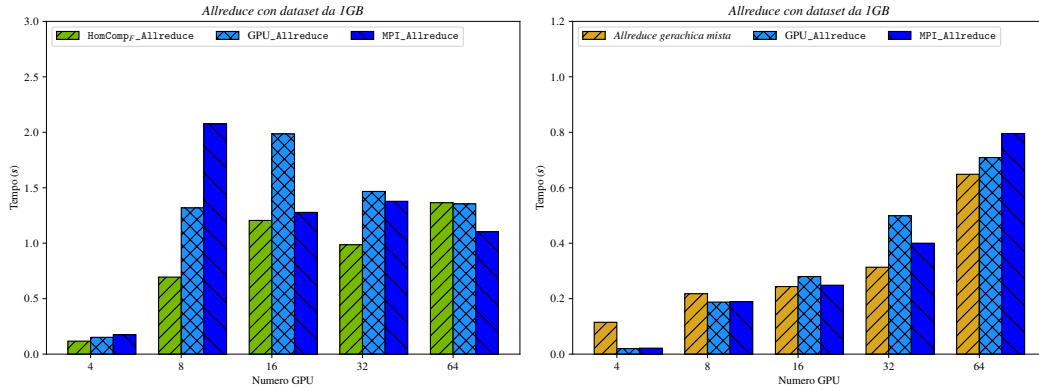 Allreduce con dataset da 1GB
HomComp_F_Allreduce GPU_Allreduce MPI_Allreduce
3.0
2.5
2.0
1.5
1.0
0.5
0.0
Tempo (s)
4 8 16 32 64
Numero GPU
Allreduce con dataset da 1GB
Allreduce gerachica mista GPU_Allreduce MPI_Allreduce
1.2
1.0
0.8
0.6
0.4
0.2
0.0
Tempo (s)
4 8 16 32 64
Numero GPU